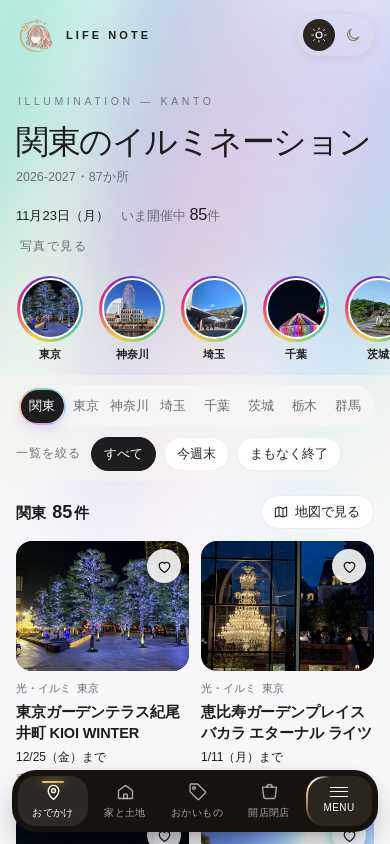 LIFE NOTE
ILLUMINATION — KANTO
関東のイルミネーション
2026-2027・87か所
11月23日（月） いま開催中 85件
写真で見る
東京 神奈川 埼玉 千葉 茨城
関東 東京 神奈川 埼玉 千葉 茨城 栃木 群馬
一覧を絞る すべて 今週末 まもなく終了
関東 85件
地図で見る
光・イルミ 東京
東京ガーデンテラス紀尾
井町 KIOI WINTER
12/25（金）まで
光・イルミ 東京
恵比寿ガーデンプレイス
バカラ エターナル ライツ
1/11（月）まで
おでかけ 家と土地 おかいもの 開店閉店 MENU